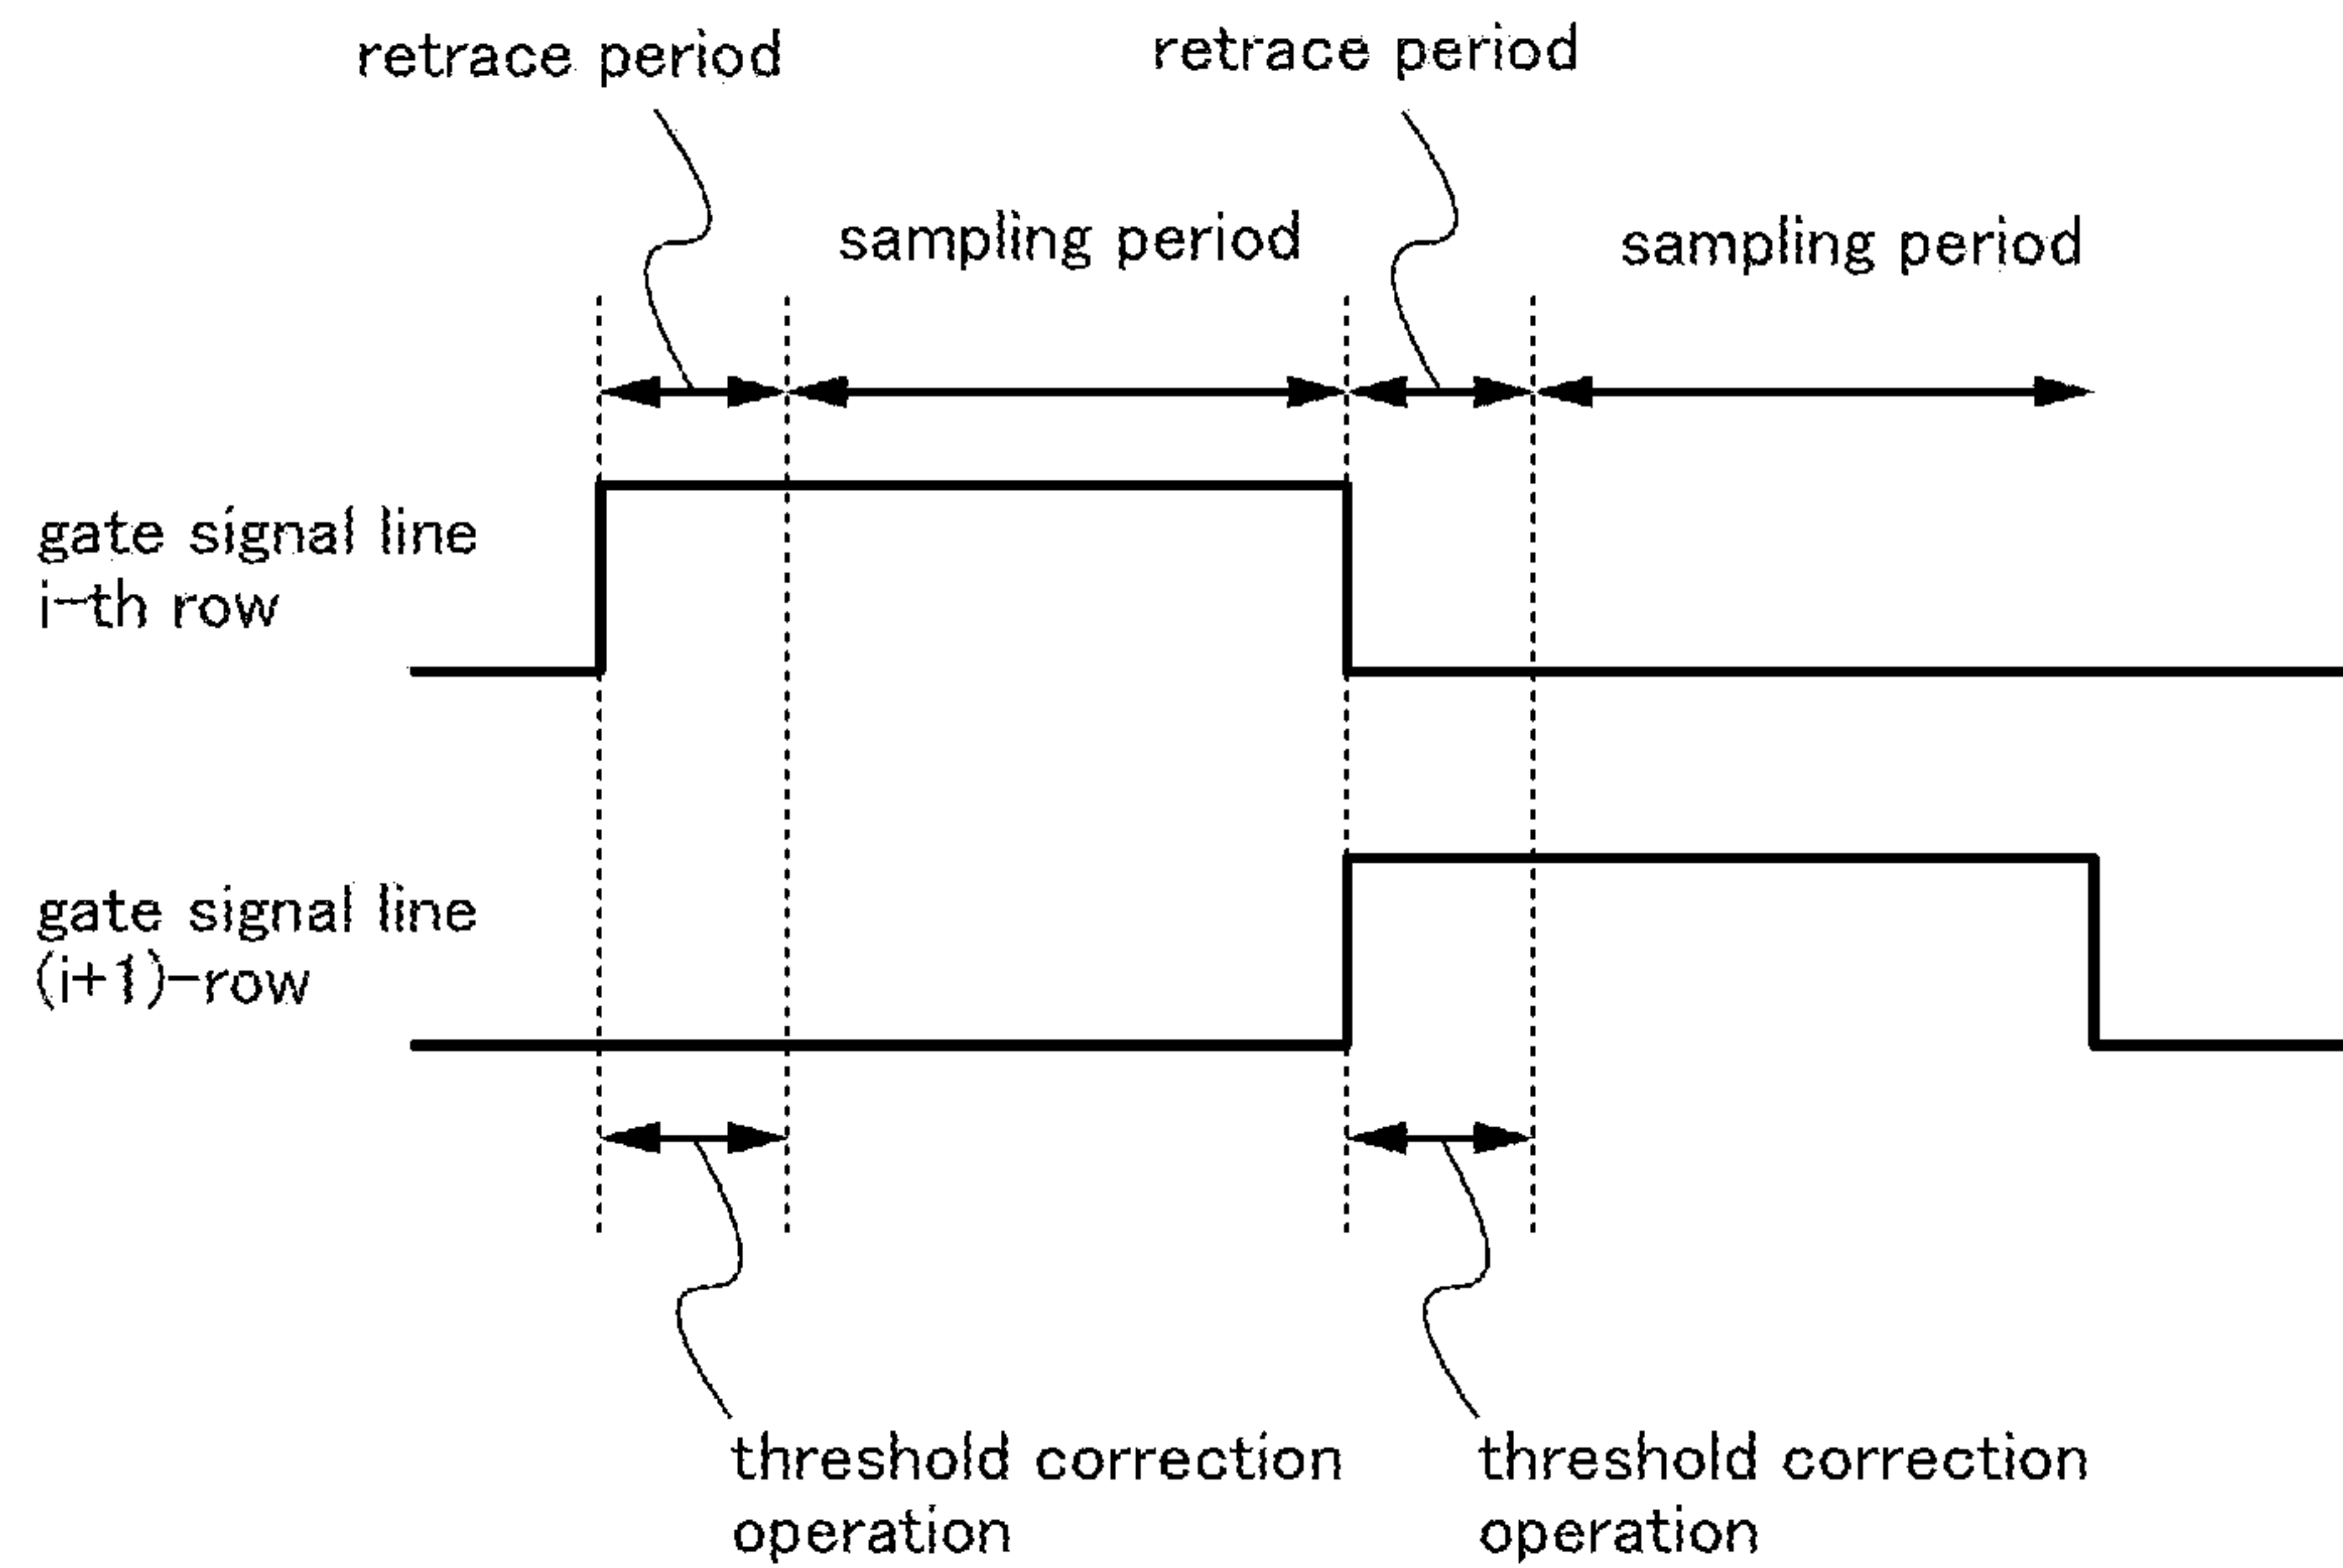 retrace period
retrace period
sampling period
sampling period
gate signal line
i-th row
gate signal line
(i+1)-row
threshold correction
operation
threshold correction
operation